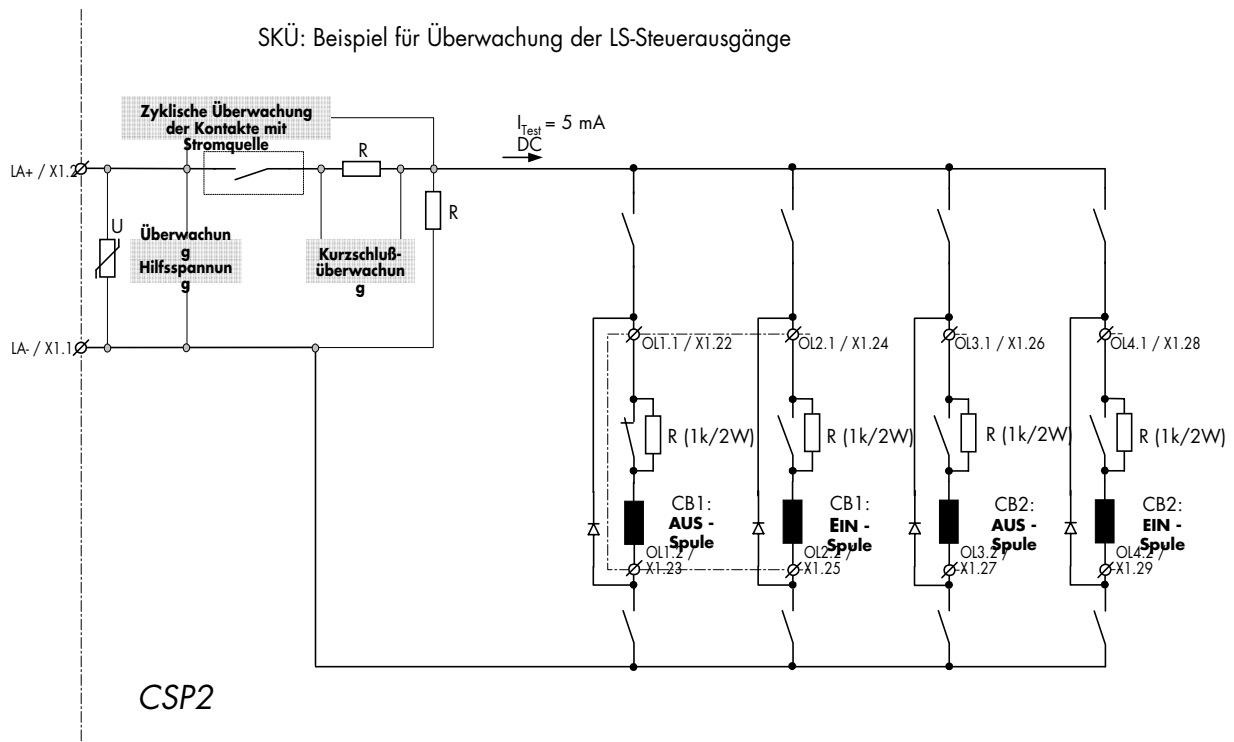 SKÜ: Beispiel für Überwachung der LS-Steuerausgänge
Zyklische Überwachung
der Kontakte mit
Stromquelle
I_Test = 5 mA
DC
R
LA+ / X1.2
R
U
Überwachun
g
Hilfsspannun
g
Kurzschluß-
überwachun
g
LA- / X1.1
OL1.1 / X1.22
OL2.1 / X1.24
OL3.1 / X1.26
OL4.1 / X1.28
R (1k/2W)
R (1k/2W)
R (1k/2W)
R (1k/2W)
CB1:
AUS -
Spule
CB1:
EIN -
Spule
CB2:
AUS -
Spule
CB2:
EIN -
Spule
OL1.2 /
X1.23
OL2.2 /
X1.25
OL3.2 /
X1.27
OL4.2 /
X1.29
CSP2